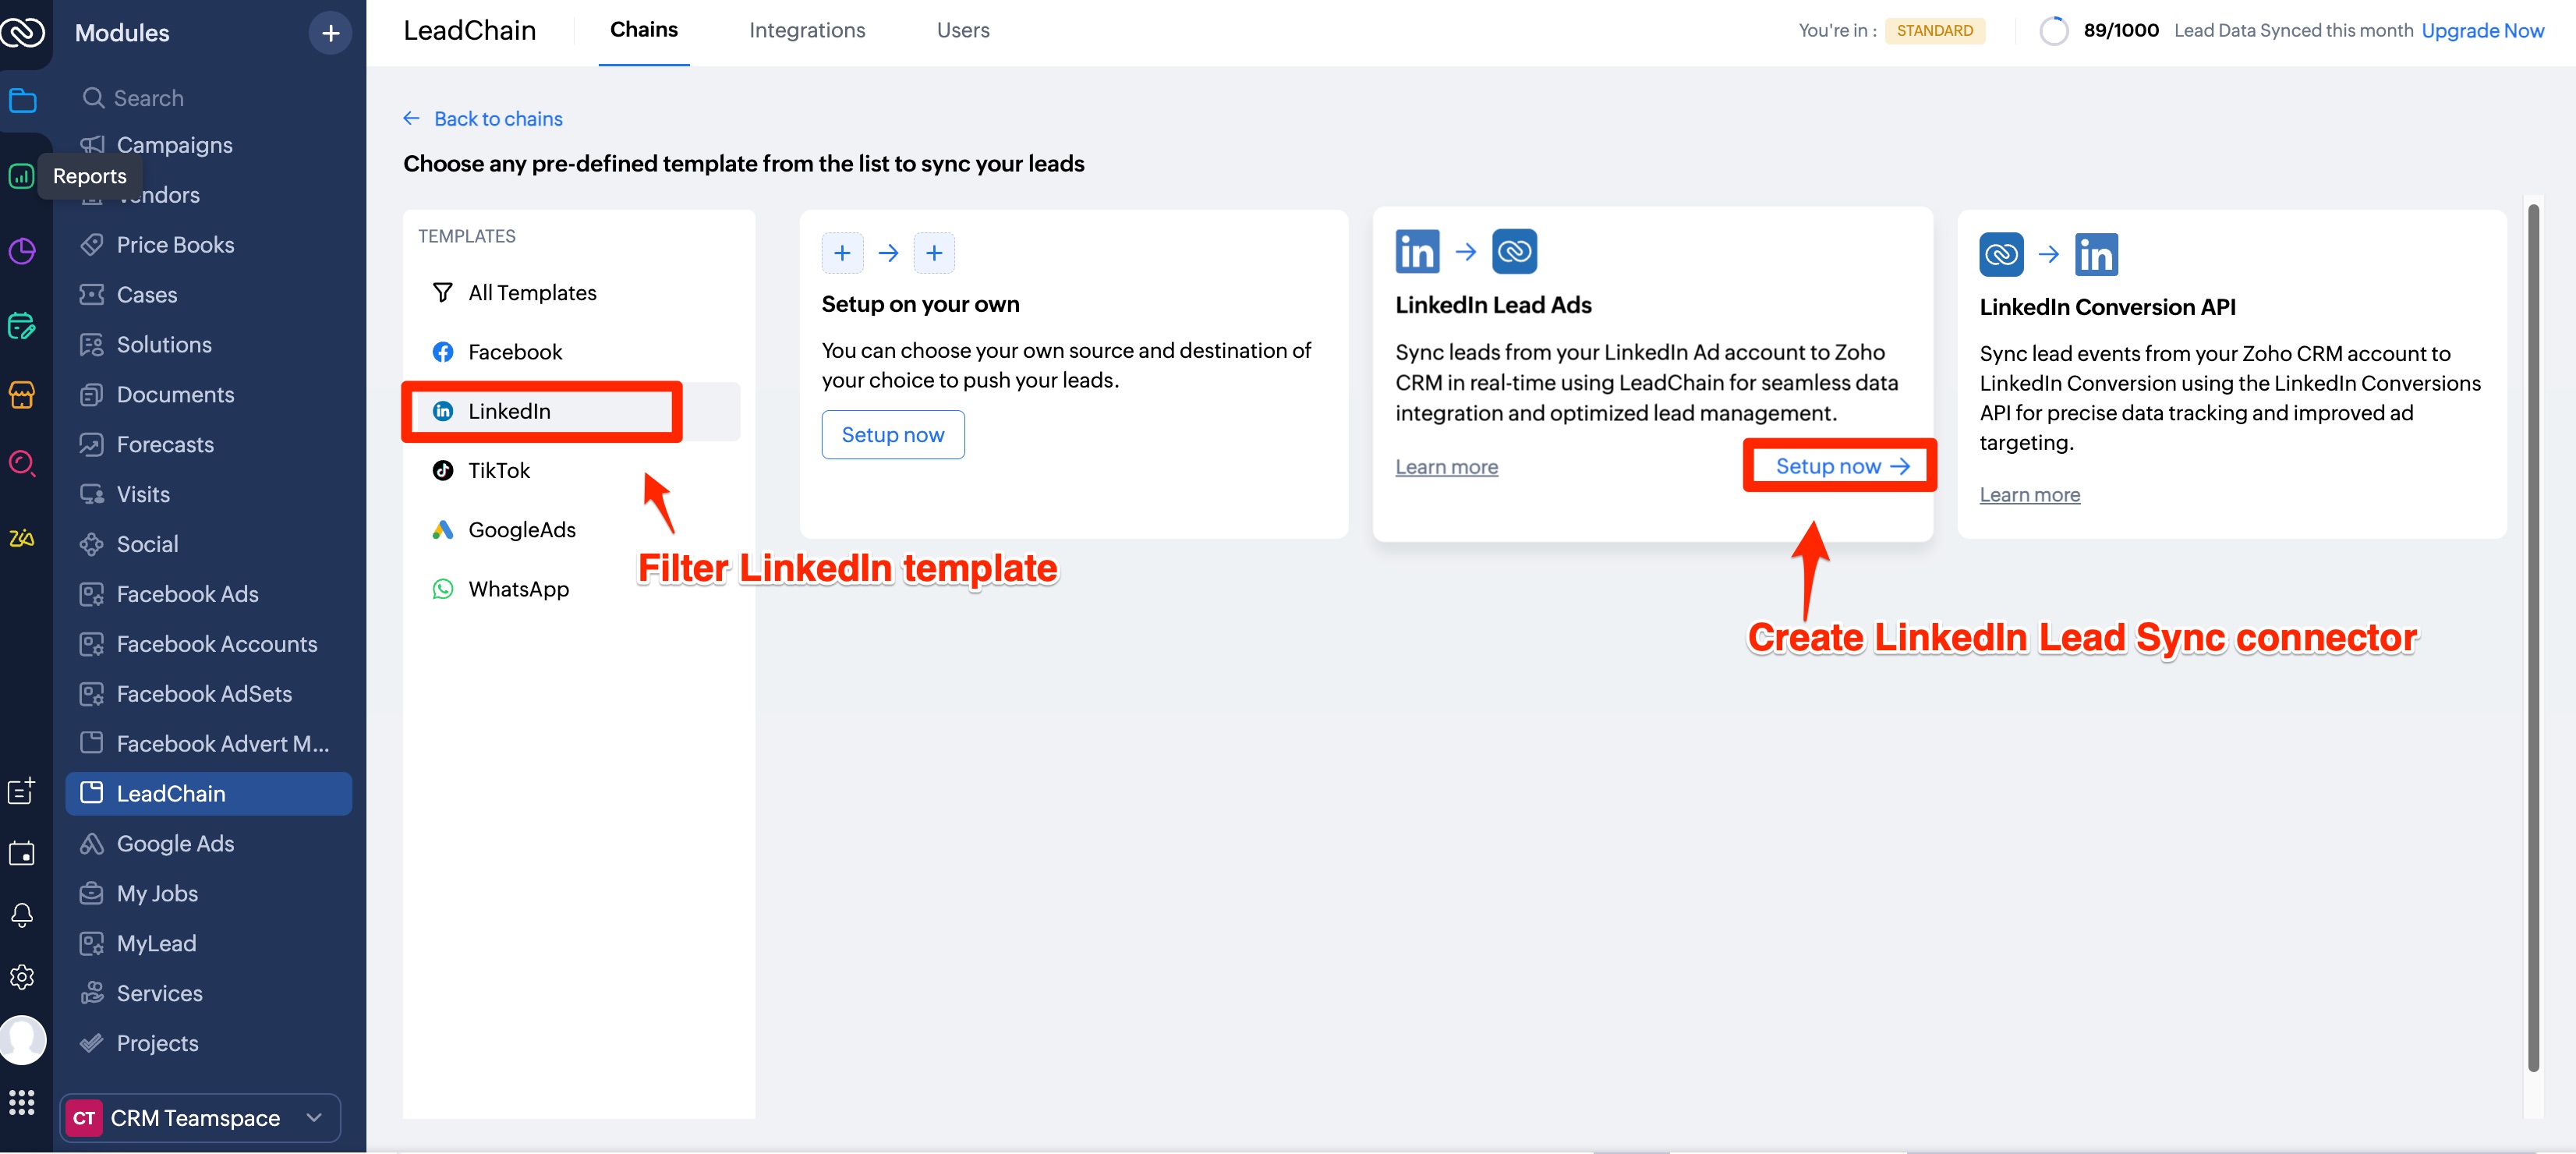 Modules
+
Search
Campaigns
Reports
endors
Price Books
Cases
Solutions
Documents
Forecasts
Visits
Social
Facebook Ads
Facebook Accounts
Facebook AdSets
Facebook Advert M...
LeadChain
Google Ads
My Jobs
MyLead
Services
Projects
CT CRM Teamspace
LeadChain
Chains
Integrations
Users
You're in : STANDARD
89/1000 Lead Data Synced this month Upgrade Now
← Back to chains
Choose any pre-defined template from the list to sync your leads
TEMPLATES
All Templates
Facebook
in LinkedIn
TikTok
GoogleAds
WhatsApp
Filter LinkedIn template
+ → +
Setup on your own
You can choose your own source and destination of
your choice to push your leads.
Setup now
in →
LinkedIn Lead Ads
Sync leads from your LinkedIn Ad account to Zoho
CRM in real-time using LeadChain for seamless data
integration and optimized lead management.
Learn more
Setup now →
Create LinkedIn Lead Sync connector
→ in
LinkedIn Conversion API
Sync lead events from your Zoho CRM account to
LinkedIn Conversion using the LinkedIn Conversions
API for precise data tracking and improved ad
targeting.
Learn more